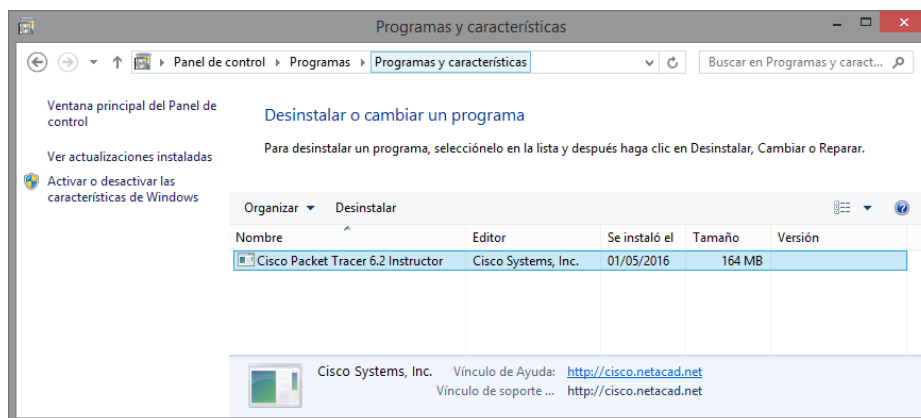 Programas y características
Panel de control Programas Programas y características Buscar en Programas y caract...
Ventana principal del Panel de control
Ver actualizaciones instaladas
Activar o desactivar las características de Windows
Desinstalar o cambiar un programa
Para desinstalar un programa, selecciónelo en la lista y después haga clic en Desinstalar, Cambiar o Reparar.
Organizar Desinstalar
Nombre Editor Se instaló el Tamaño Versión
Cisco Packet Tracer 6.2 Instructor Cisco Systems, Inc. 01/05/2016 164 MB
Cisco Systems, Inc. Vínculo de Ayuda: http://cisco.netacad.net
Vínculo de soporte ... http://cisco.netacad.net